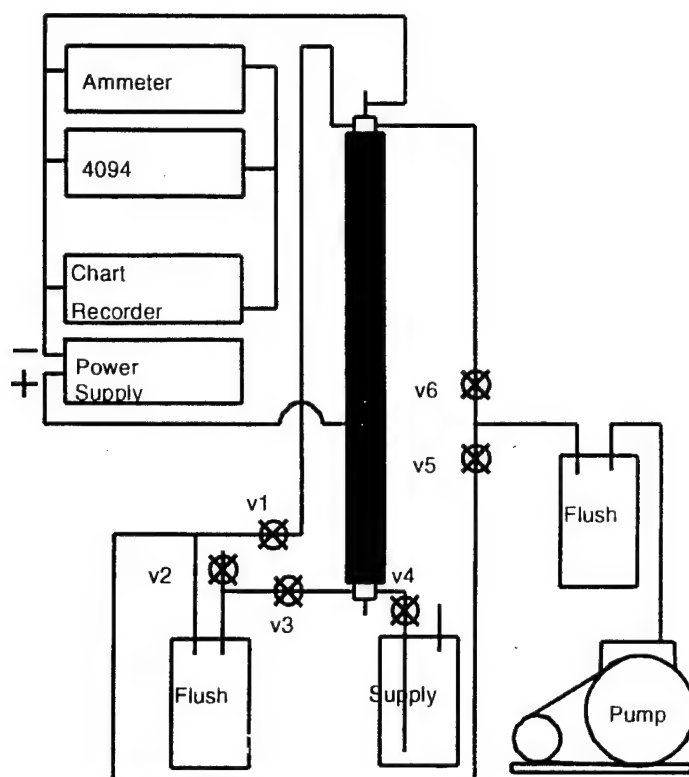 Ammeter
4094
Chart
Recorder
−
+
Power
Supply
v6
v5
v1
v2
v3
v4
Flush
Flush
Supply
Pump